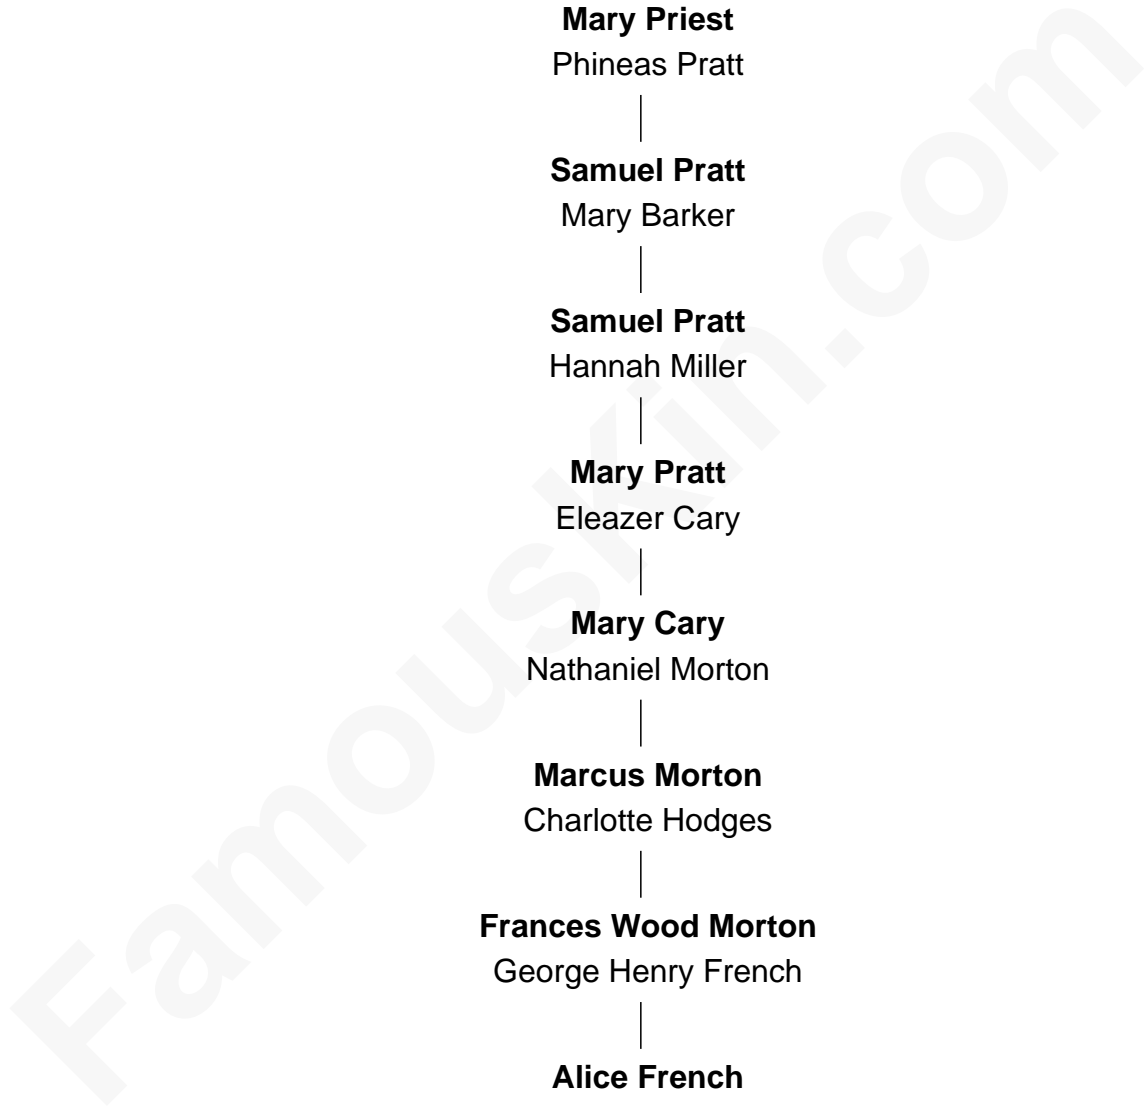 Mary Priest
Phineas Pratt
Samuel Pratt
Mary Barker
Samuel Pratt
Hannah Miller
Mary Pratt
Eleazer Cary
Mary Cary
Nathaniel Morton
Marcus Morton
Charlotte Hodges
Frances Wood Morton
George Henry French
Alice French
FamousKin.com